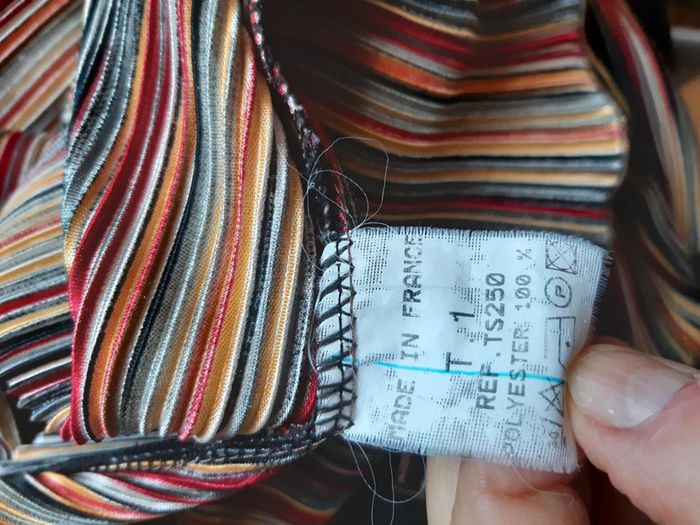 MADE IN FRANCE
T . 1
REF.TS250
POLYESTER 100 %